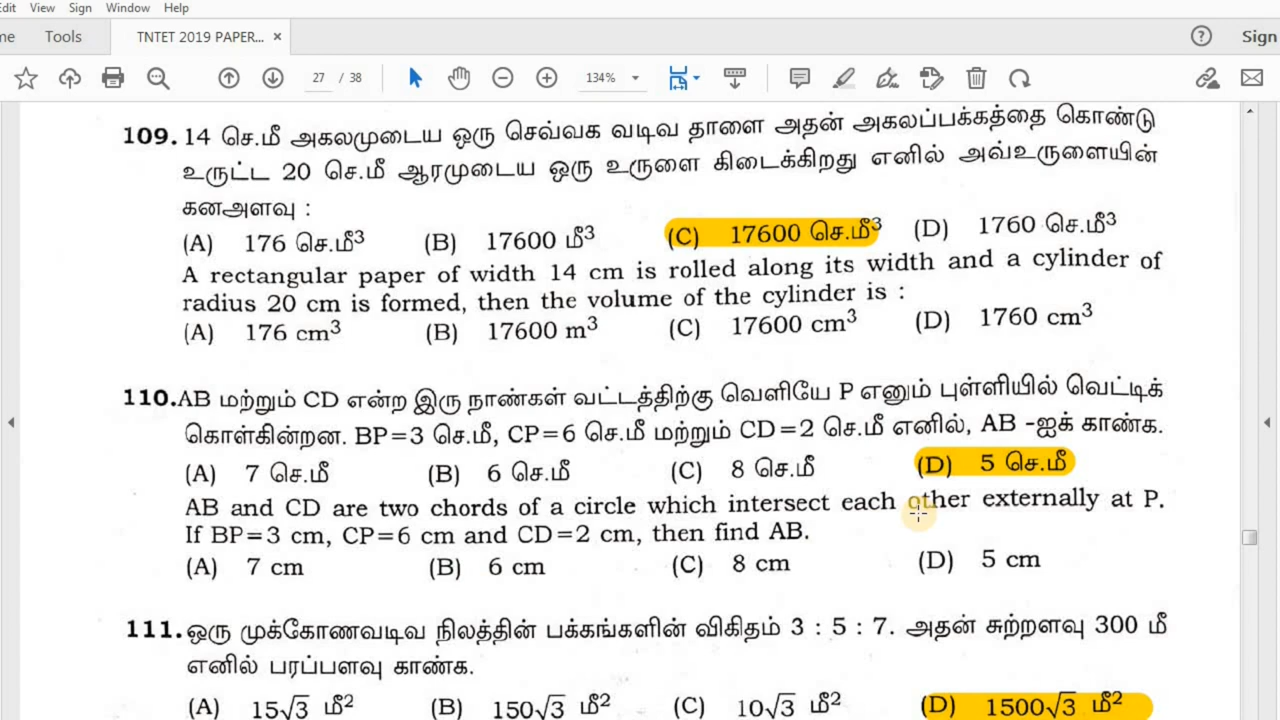 Edit View Sign Window Help
me Tools TNTET 2019 PAPER... × Sign
27 / 38 134%
109. 14 செ.மீ அகலமுடைய ஒரு செவ்வக வடிவ தாளை அதன் அகலப்பக்கத்தை கொண்டு
உருட்ட 20 செ.மீ ஆரமுடைய ஒரு உருளை கிடைக்கிறது எனில் அவ்உருளையின்
கனஅளவு :
(A) 176 செ.மீ³ (B) 17600 மீ³ (C) 17600 செ.மீ³ (D) 1760 செ.மீ³
A rectangular paper of width 14 cm is rolled along its width and a cylinder of
radius 20 cm is formed, then the volume of the cylinder is :
(A) 176 cm³ (B) 17600 m³ (C) 17600 cm³ (D) 1760 cm³
110. AB மற்றும் CD என்ற இரு நாண்கள் வட்டத்திற்கு வெளியே P எனும் புள்ளியில் வெட்டிக்
கொள்கின்றன. BP=3 செ.மீ, CP=6 செ.மீ மற்றும் CD=2 செ.மீ எனில், AB -ஐக் காண்க.
(A) 7 செ.மீ (B) 6 செ.மீ (C) 8 செ.மீ (D) 5 செ.மீ
AB and CD are two chords of a circle which intersect each other externally at P.
If BP=3 cm, CP=6 cm and CD=2 cm, then find AB.
(A) 7 cm (B) 6 cm (C) 8 cm (D) 5 cm
111. ஒரு முக்கோணவடிவ நிலத்தின் பக்கங்களின் விகிதம் 3 : 5 : 7. அதன் சுற்றளவு 300 மீ
எனில் பரப்பளவு காண்க.
(A) 15√3 மீ² (B) 150√3 மீ² (C) 10√3 மீ² (D) 1500√3 மீ²